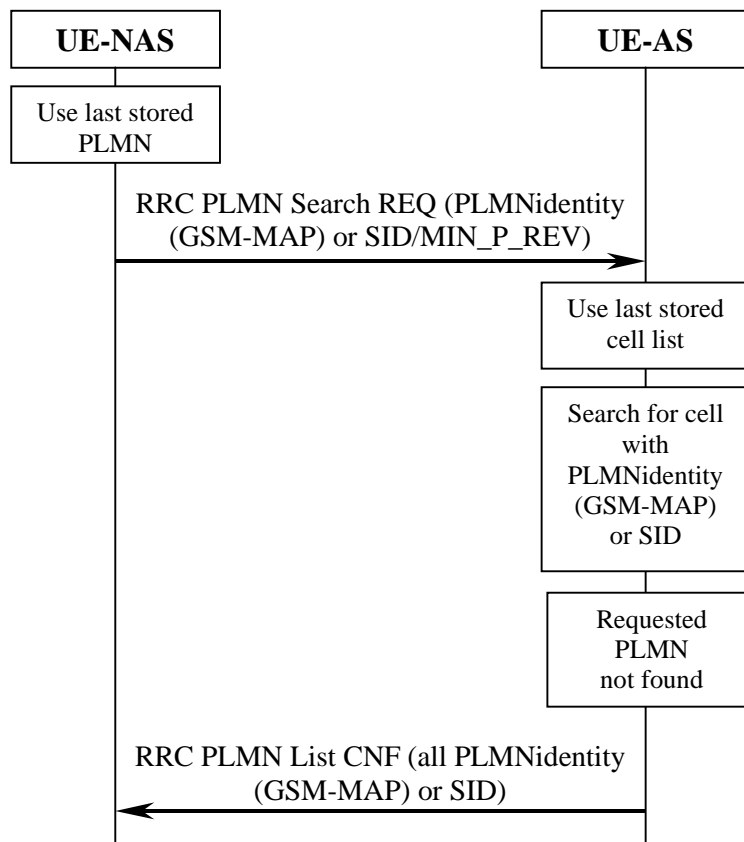 UE-NAS
UE-AS
Use last stored
PLMN
RRC PLMN Search REQ (PLMNidentity
(GSM-MAP) or SID/MIN_P_REV)
Use last stored
cell list
Search for cell
with
PLMNidentity
(GSM-MAP)
or SID
Requested
PLMN
not found
RRC PLMN List CNF (all PLMNidentity
(GSM-MAP) or SID)